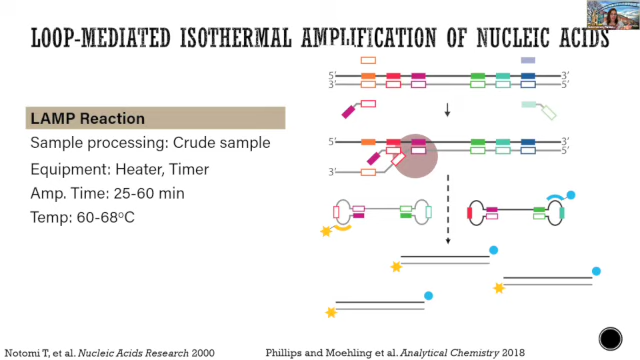 LOOP-MEDIATED ISOTHERMAL AMPLIFICATION OF NUCLEIC ACIDS
LAMP Reaction
Sample processing: Crude sample
Equipment: Heater, Timer
Amp. Time: 25-60 min
Temp: 60-68°C
5' 3'
3' 5'
5' 3'
5'
3'
Notomi T, et al. Nucleic Acids Research 2000
Phillips and Moehling et al. Analytical Chemistry 2018